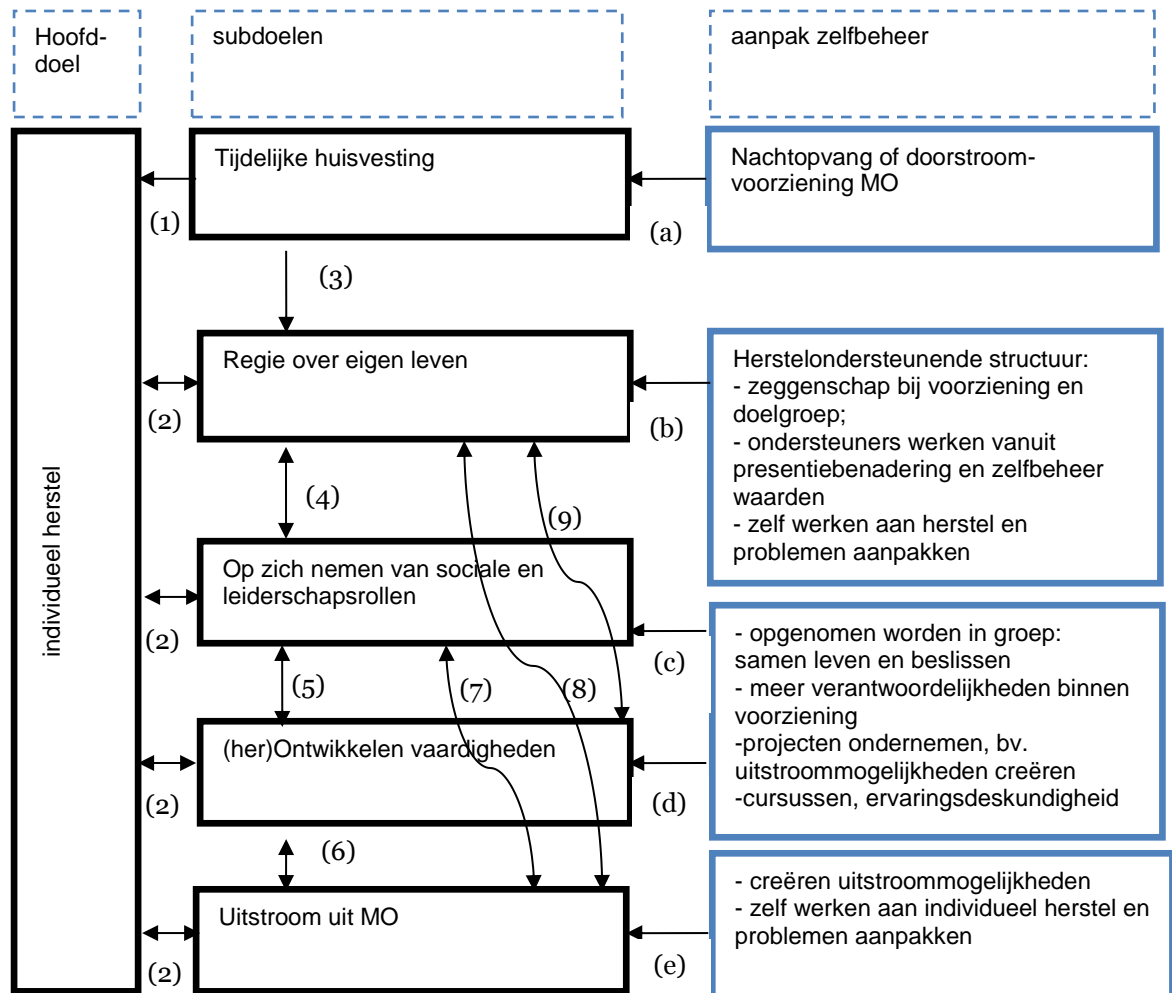 Hoofd-
doel
subdoelen
aanpak zelfbeheer
individueel herstel
Tijdelijke huisvesting
Nachtopvang of doorstroom-
voorziening MO
(1)
(a)
(3)
Regie over eigen leven
Herstelondersteunende structuur:
- zeggenschap bij voorziening en
doelgroep;
- ondersteuners werken vanuit
presentiebenadering en zelfbeheer
waarden
- zelf werken aan herstel en
problemen aanpakken
(2)
(b)
(4)
(9)
Op zich nemen van sociale en
leiderschapsrollen
(2)
(c)
- opgenomen worden in groep:
samen leven en beslissen
- meer verantwoordelijkheden binnen
voorziening
-projecten ondernemen, bv.
uitstroommogelijkheden creëren
-cursussen, ervaringsdeskundigheid
(5)
(7)
(8)
(her)Ontwikkelen vaardigheden
(2)
(d)
(6)
Uitstroom uit MO
- creëren uitstroommogelijkheden
- zelf werken aan individueel herstel en
problemen aanpakken
(2)
(e)